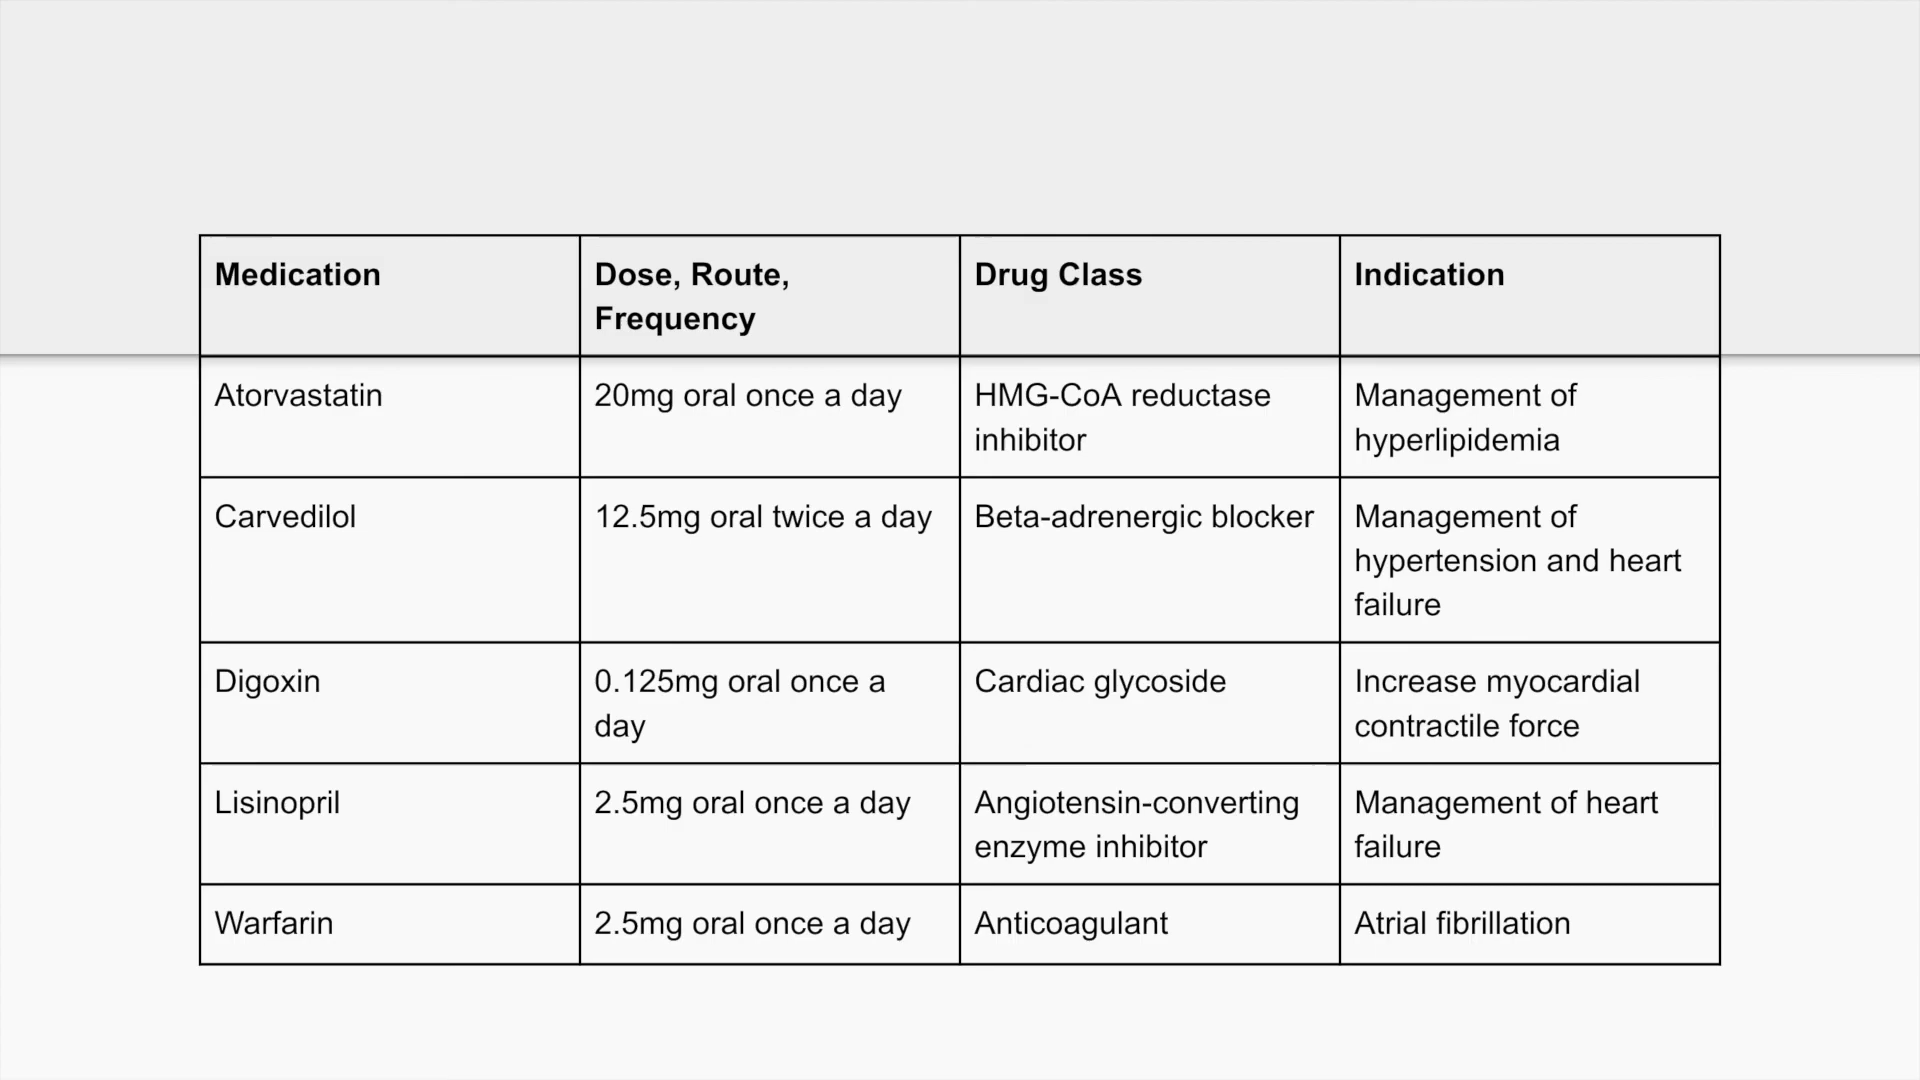 Medication
Dose, Route,
Frequency
Drug Class
Indication
Atorvastatin
20mg oral once a day
HMG-CoA reductase
inhibitor
Management of
hyperlipidemia
Carvedilol
12.5mg oral twice a day
Beta-adrenergic blocker
Management of
hypertension and heart
failure
Digoxin
0.125mg oral once a
day
Cardiac glycoside
Increase myocardial
contractile force
Lisinopril
2.5mg oral once a day
Angiotensin-converting
enzyme inhibitor
Management of heart
failure
Warfarin
2.5mg oral once a day
Anticoagulant
Atrial fibrillation